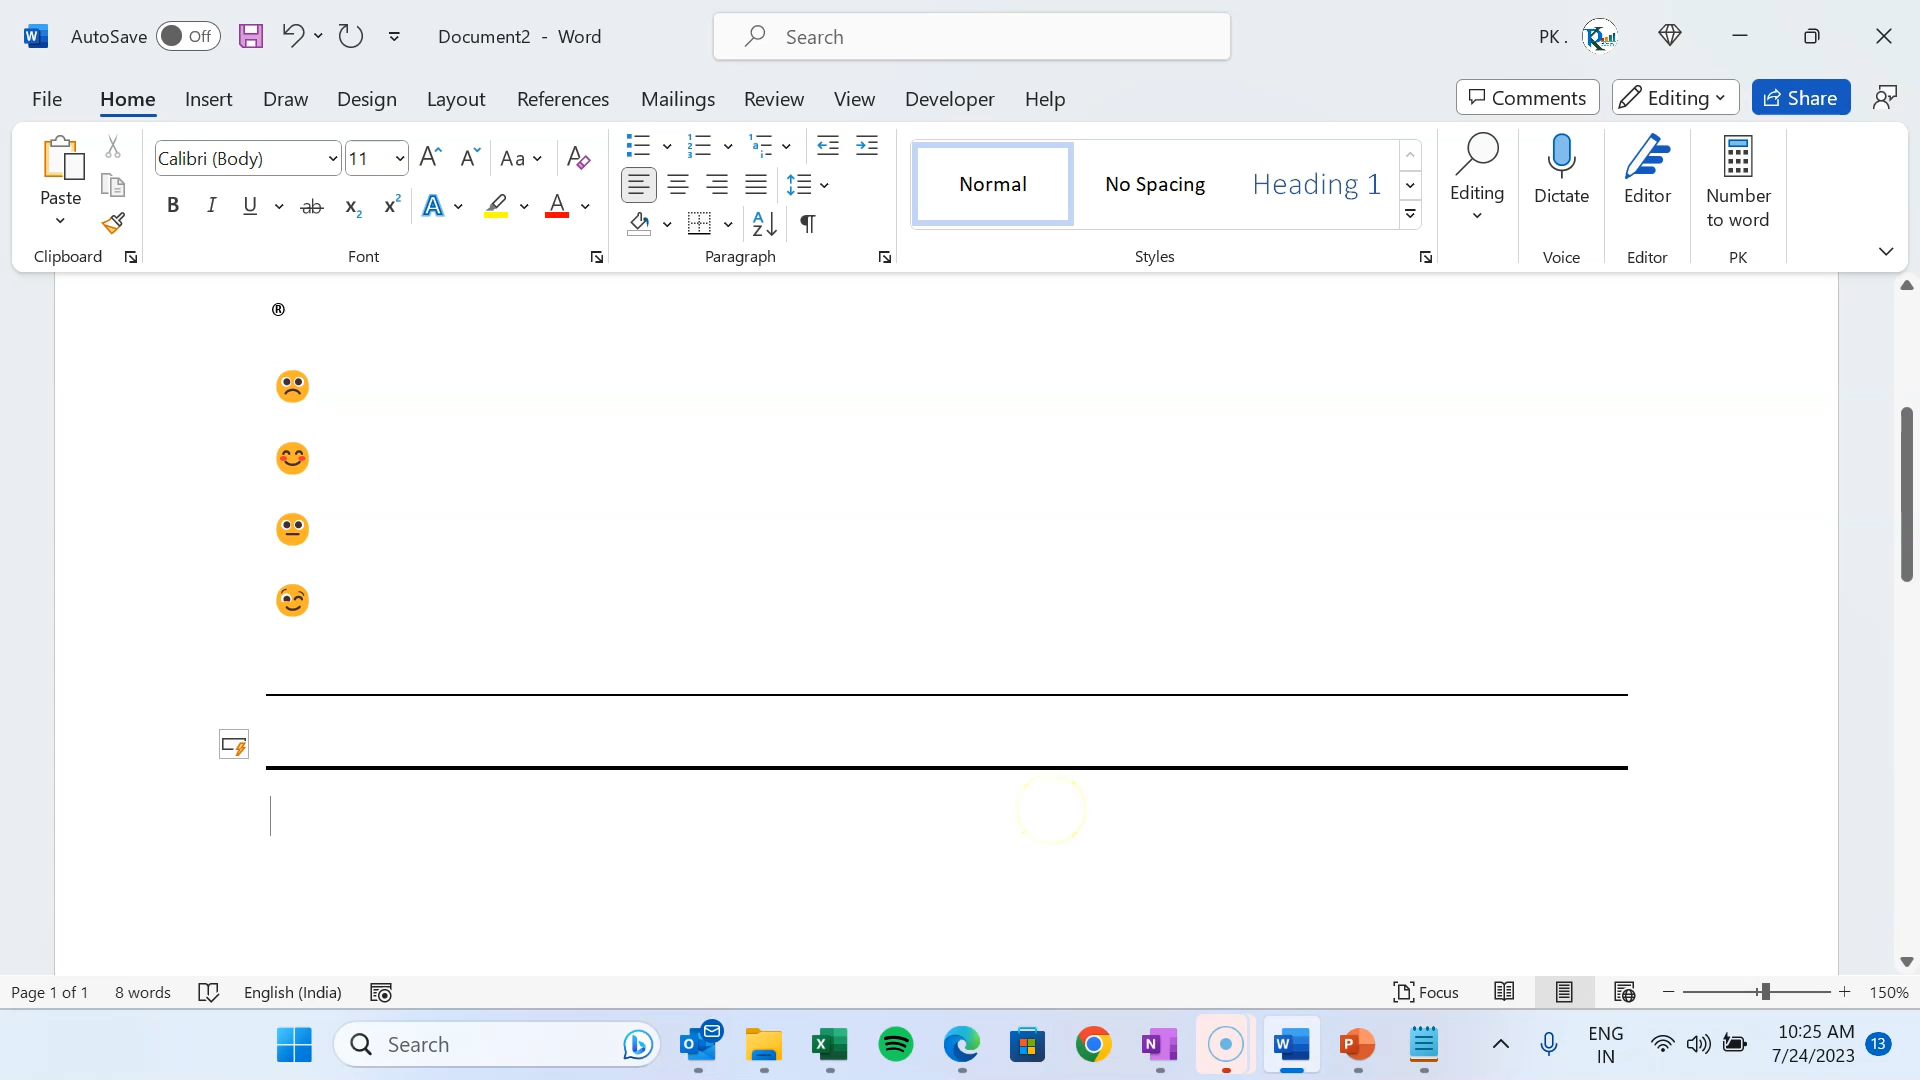 AutoSave Off Document2 - Word Search PK .
File Home Insert Draw Design Layout References Mailings Review View Developer Help Comments Editing Share
Paste
Clipboard
Calibri (Body) 11
Font
Paragraph
Normal No Spacing Heading 1
Styles
Editing
Dictate
Voice
Editor
Editor
Number
to word
PK
®
Page 1 of 1 8 words English (India) Focus 150%
Search
ENG
IN
10:25 AM
7/24/2023
13